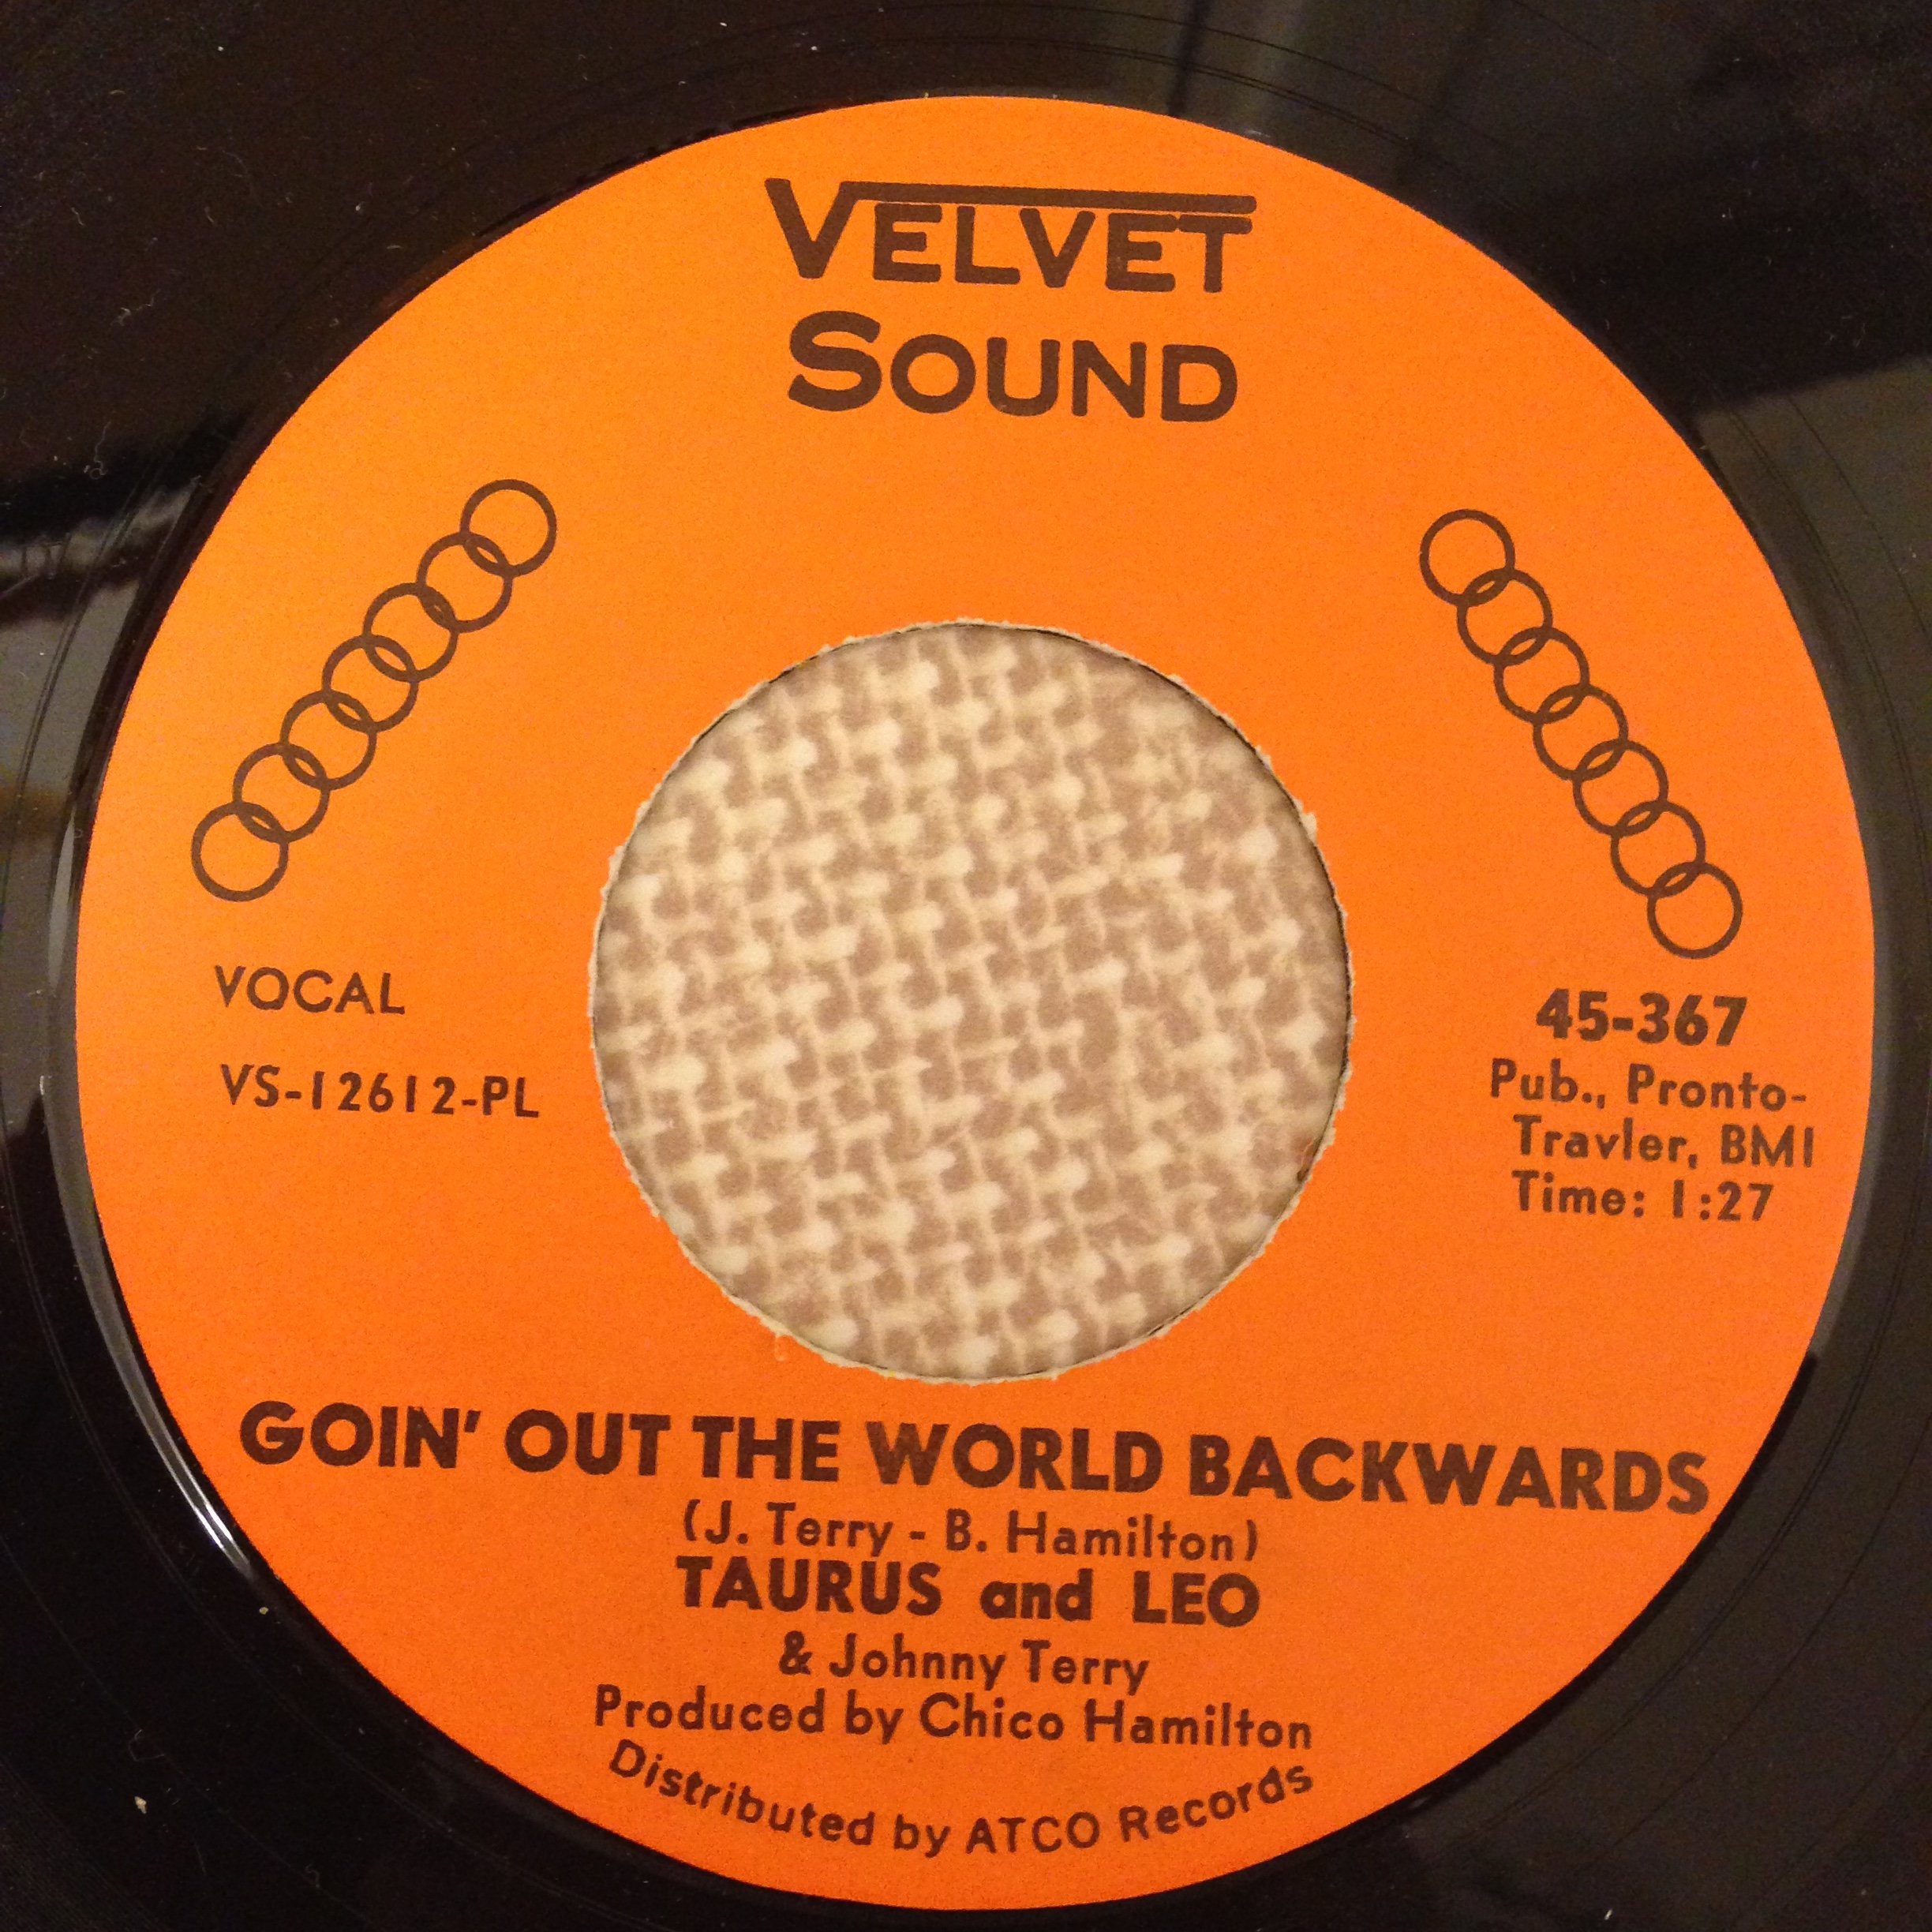 VELVET
SOUND
VOCAL
VS-12612-PL
45-367
Pub., Pronto-
Travler, BMI
Time: 1:27
GOIN' OUT THE WORLD BACKWARDS
(J. Terry - B. Hamilton)
TAURUS and LEO
& Johnny Terry
Produced by Chico Hamilton
Distributed by ATCO Records